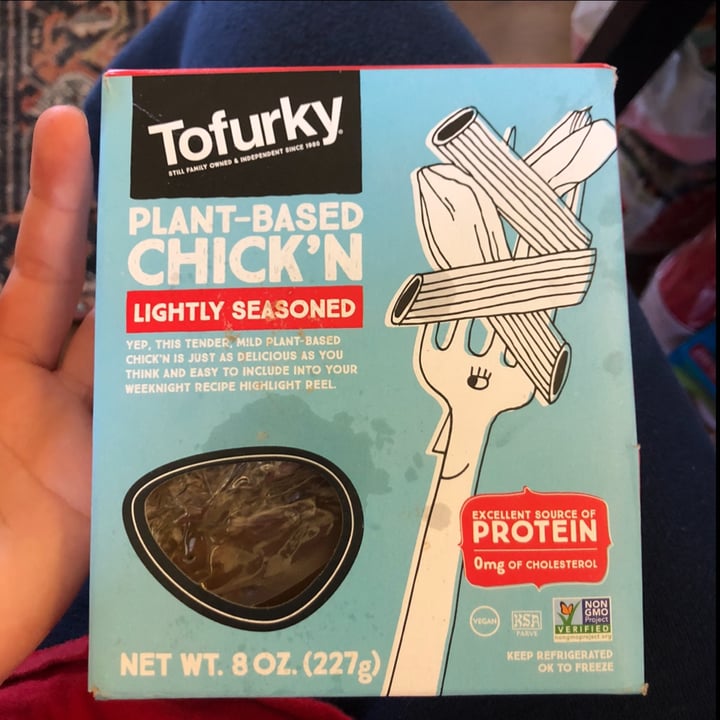 Tofurky®
STILL FAMILY OWNED & INDEPENDENT SINCE 1980
PLANT-BASED
CHICK'N
LIGHTLY SEASONED
YEP, THIS TENDER, MILD PLANT-BASED
CHICK'N IS JUST AS DELICIOUS AS YOU
THINK AND EASY TO INCLUDE INTO YOUR
WEEKNIGHT RECIPE HIGHLIGHT REEL.
EXCELLENT SOURCE OF
PROTEIN
0mg OF CHOLESTEROL
VEGAN
KSA
PARVE
NON
GMO
Project
VERIFIED
nongmoproject.org
NET WT. 8 OZ. (227g)
KEEP REFRIGERATED
OK TO FREEZE